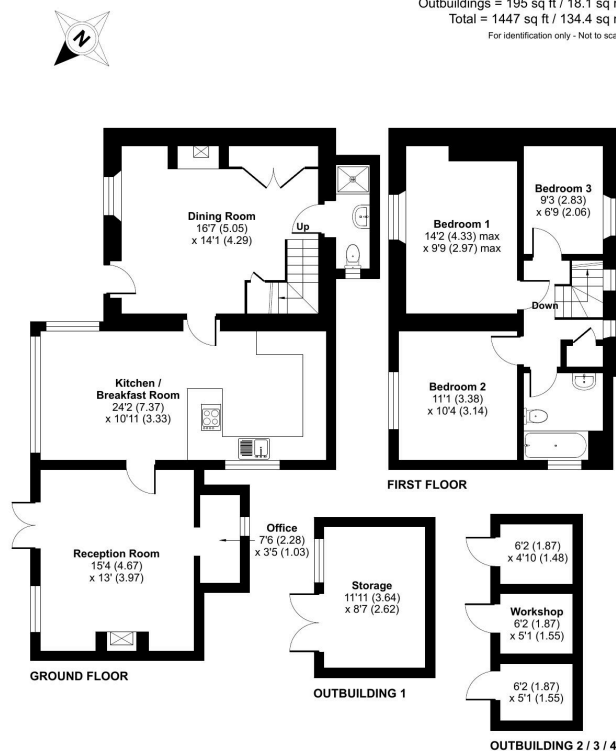 Outbuildings = 195 sq ft / 18.1 sq
Total = 1447 sq ft / 134.4 sq
For identification only - Not to
N
Dining Room
16'7 (5.05)
x 14'1 (4.29)
Up
Bedroom 1
14'2 (4.33) max
x 9'9 (2.97) max
Bedroom 3
9'3 (2.83)
x 6'9 (2.06)
Down
Kitchen /
Breakfast Room
24'2 (7.37)
x 10'11 (3.33)
Bedroom 2
11'1 (3.38)
x 10'4 (3.14)
FIRST FLOOR
Reception Room
15'4 (4.67)
x 13' (3.97)
Office
7'6 (2.28)
x 3'5 (1.03)
GROUND FLOOR
Storage
11'11 (3.64)
x 8'7 (2.62)
OUTBUILDING 1
6'2 (1.87)
x 4'10 (1.48)
Workshop
6'2 (1.87)
x 5'1 (1.55)
6'2 (1.87)
x 5'1 (1.55)
OUTBUILDING 2 / 3 / 4